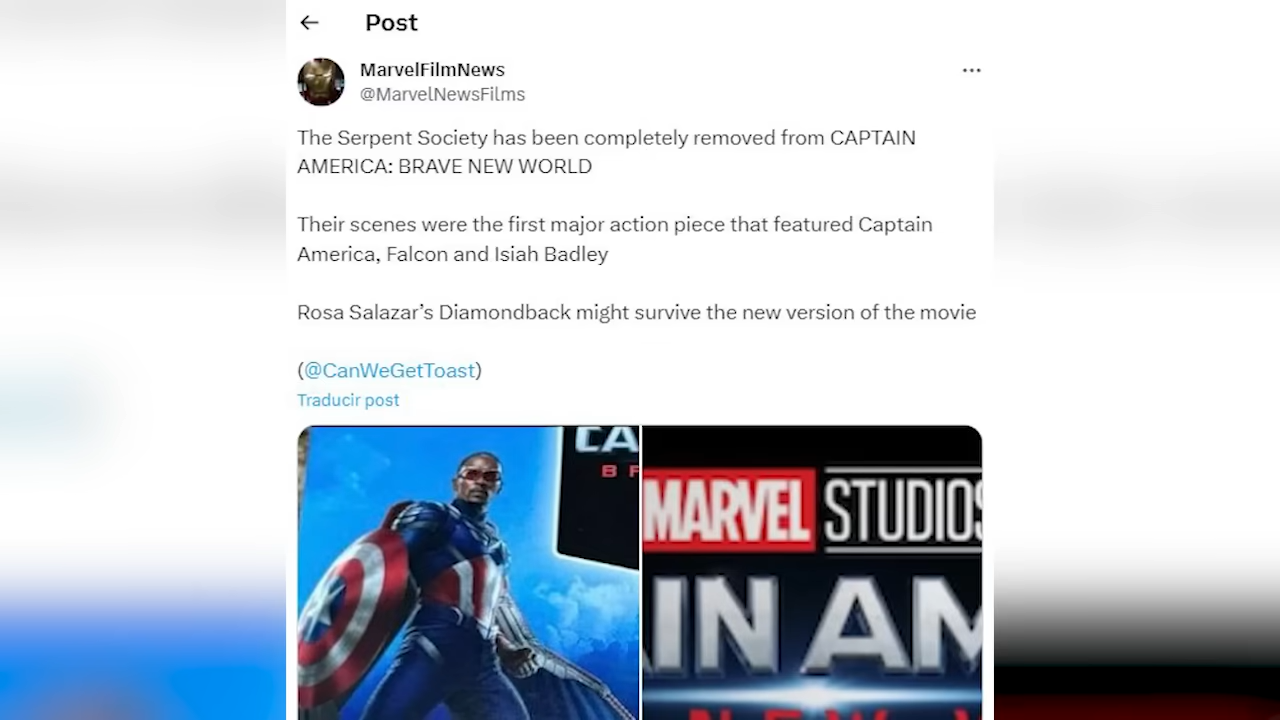 Post
MarvelFilmNews
@MarvelNewsFilms
The Serpent Society has been completely removed from CAPTAIN
AMERICA: BRAVE NEW WORLD
Their scenes were the first major action piece that featured Captain
America, Falcon and Isiah Badley
Rosa Salazar's Diamondback might survive the new version of the movie
(@CanWeGetToast)
Traducir post
CA
B
MARVEL STUDIOS
IN AM
NEW W